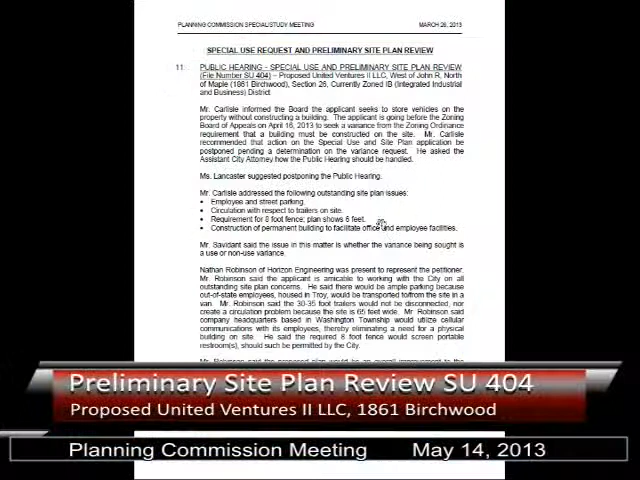 PLANNING COMMISSION SPECIAL/STUDY MEETING MARCH 26, 2013
SPECIAL USE REQUEST AND PRELIMINARY SITE PLAN REVIEW
11. PUBLIC HEARING - SPECIAL USE AND PRELIMINARY SITE PLAN REVIEW
(File Number SU 404) – Proposed United Ventures II LLC, West of John R, North
of Maple (1861 Birchwood), Section 26, Currently Zoned IB (Integrated Industrial
and Business) District
Mr. Carlisle informed the Board the applicant seeks to store vehicles on the
property without constructing a building. The applicant is going before the Zoning
Board of Appeals on April 16, 2013 to seek a variance from the Zoning Ordinance
requirement that a building must be constructed on the site. Mr. Carlisle
recommended that action on the Special Use and Site Plan application be
postponed pending a determination on the variance request. He asked the
Assistant City Attorney how the Public Hearing should be handled.
Ms. Lancaster suggested postponing the Public Hearing.
Mr. Carlisle addressed the following outstanding site plan issues:
• Employee and street parking.
• Circulation with respect to trailers on site.
• Requirement for 8 foot fence; plan shows 6 feet.
• Construction of permanent building to facilitate office and employee facilities.
Mr. Savidant said the issue in this matter is whether the variance being sought is
a use or non-use variance.
Nathan Robinson of Horizon Engineering was present to represent the petitioner.
Mr. Robinson said the applicant is amicable to working with the City on all
outstanding site plan concerns. He said there would be ample parking because
out-of-state employees, housed in Troy, would be transported to/from the site in a
van. Mr. Robinson said the 30-35 foot trailers would not be disconnected, nor
create a circulation problem because the site is 65 feet wide. Mr. Robinson said
company headquarters based in Washington Township would utilize cellular
communications with its employees, thereby eliminating a need for a physical
building on site. He said the required 8 foot fence would screen portable
restroom(s), should such be permitted by the City.
Mr. Robinson said the proposed plan would be an overall improvement to the
Preliminary Site Plan Review SU 404
Proposed United Ventures II LLC, 1861 Birchwood
Planning Commission Meeting May 14, 2013